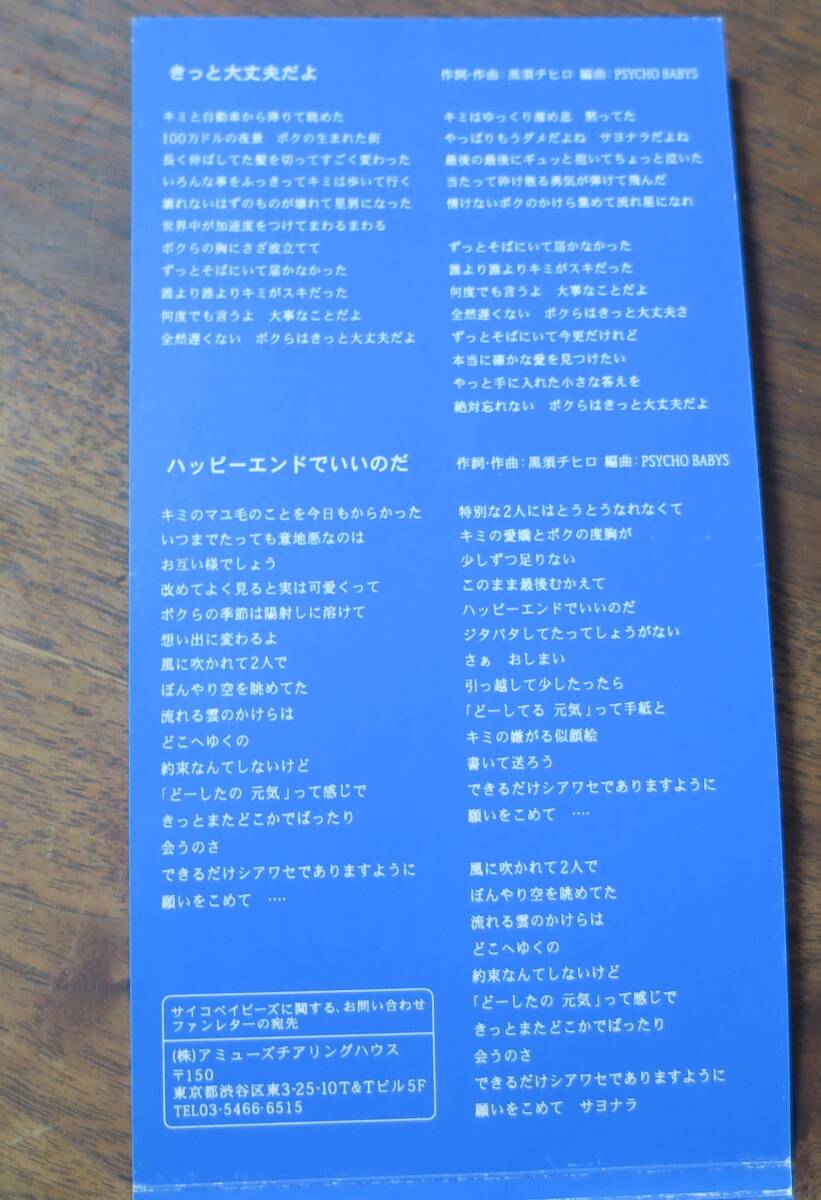 きっと大丈夫だよ
作詞・作曲：黒須チヒロ 編曲：PSYCHO BABYS
キミと自動車から降りて眺めた
100万ドルの夜景　ボクの生まれた街
長く伸ばしてた髪を切ってすごく変わった
いろんな事をふっきってキミは歩いて行く
壊れないはずのものが壊れて星屑になった
世界中が加速度をつけてまわるまわる
ボクらの胸にさざ波立てて
ずっとそばにいて届かなかった
誰より誰よりキミがスキだった
何度でも言うよ　大事なことだよ
全然遅くない　ボクらはきっと大丈夫だよ
キミはゆっくり溜め息　黙ってた
やっぱりもうダメだよね　サヨナラだよね
最後の最後にギュッと抱いてちょっと泣いた
当たって砕け散る勇気が弾けて飛んだ
情けないボクのかけら集めて流れ星になれ
ずっとそばにいて届かなかった
誰より誰よりキミがスキだった
何度でも言うよ　大事なことだよ
全然遅くない　ボクらはきっと大丈夫さ
ずっとそばにいて今更だけれど
本当に確かな愛を見つけたい
やっと手に入れた小さな答えを
絶対忘れない　ボクらはきっと大丈夫だよ
ハッピーエンドでいいのだ
作詞・作曲：黒須チヒロ 編曲：PSYCHO BABYS
キミのマユ毛のことを今日もからかった
いつまでたっても意地悪なのは
お互い様でしょう
改めてよく見ると実は可愛くって
ボクらの季節は陽射しに溶けて
想い出に変わるよ
風に吹かれて2人で
ぼんやり空を眺めてた
流れる雲のかけらは
どこへゆくの
約束なんてしないけど
「どーしたの 元気」って感じで
きっとまたどこかでばったり
会うのさ
できるだけシアワセでありますように
願いをこめて　‥‥
特別な2人にはとうとうなれなくて
キミの愛嬌とボクの度胸が
少しずつ足りない
このまま最後むかえて
ハッピーエンドでいいのだ
ジタバタしてたってしょうがない
さぁ　おしまい
引っ越して少したったら
「どーしてる 元気」って手紙と
キミの嫌がる似顔絵
書いて送ろう
できるだけシアワセでありますように
願いをこめて　‥‥
風に吹かれて2人で
ぼんやり空を眺めてた
流れる雲のかけらは
どこへゆくの
約束なんてしないけど
「どーしたの 元気」って感じで
きっとまたどこかでばったり
会うのさ
できるだけシアワセでありますように
願いをこめて　サヨナラ
サイコベイビーズに関する、お問い合わせ
ファンレターの宛先
(株)アミューズチアリングハウス
〒150
東京都渋谷区東3-25-10T&Tビル5F
TEL03-5466-6515